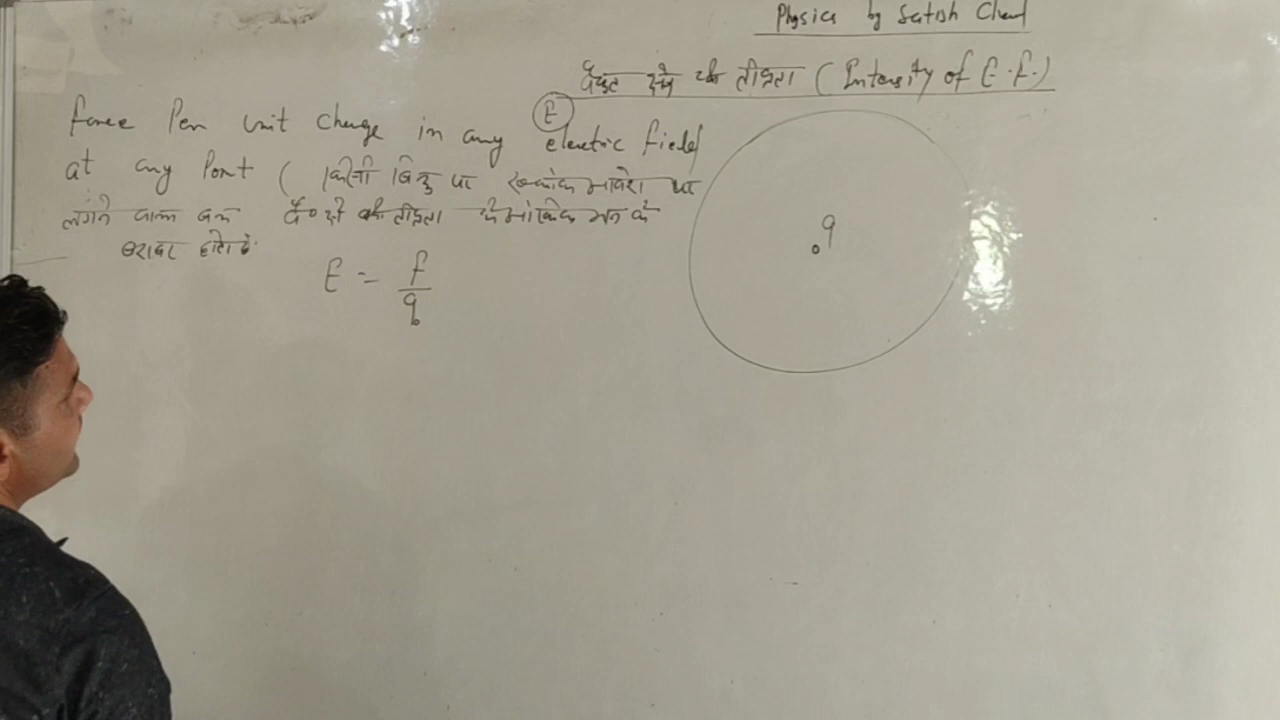 Physics by Satish Chand
वैद्युत क्षेत्र की तीव्रता ( Intensity of E.F.)
E
force Per unit charge in any electric field
at any Point ( किसी बिन्दु पर एकांक आवेश पर
लगने वाला बल वै० क्षे की तीव्रता के आंकिक मान के
बराबर होता है.
E = f/q
q